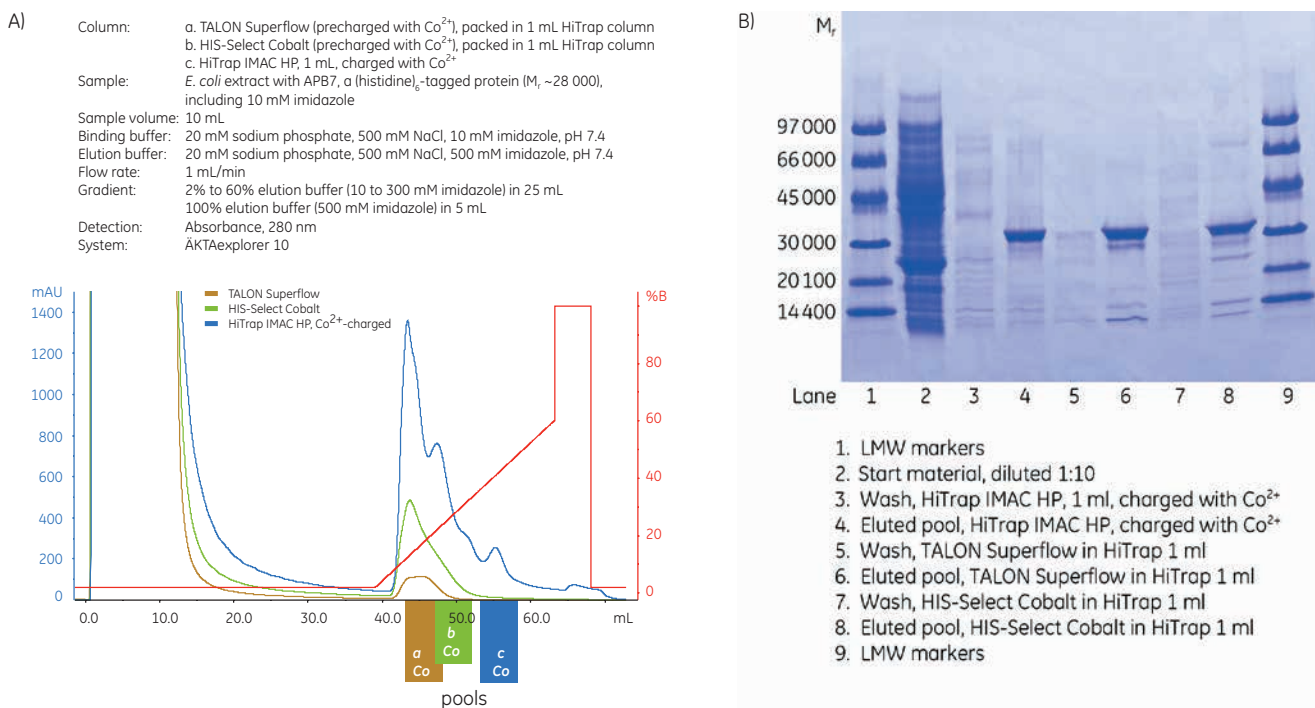 A)
Column: a. TALON Superflow (precharged with Co²⁺), packed in 1 mL HiTrap column
b. HIS-Select Cobalt (precharged with Co²⁺), packed in 1 mL HiTrap column
c. HiTrap IMAC HP, 1 mL, charged with Co²⁺
Sample: E. coli extract with APB7, a (histidine)₆-tagged protein (Mᵣ ~28 000),
including 10 mM imidazole
Sample volume: 10 mL
Binding buffer: 20 mM sodium phosphate, 500 mM NaCl, 10 mM imidazole, pH 7.4
Elution buffer: 20 mM sodium phosphate, 500 mM NaCl, 500 mM imidazole, pH 7.4
Flow rate: 1 mL/min
Gradient: 2% to 60% elution buffer (10 to 300 mM imidazole) in 25 mL
100% elution buffer (500 mM imidazole) in 5 mL
Detection: Absorbance, 280 nm
System: ÄKTAexplorer 10
mAU
1400
1200
1000
800
600
400
200
0
TALON Superflow
HIS-Select Cobalt
HiTrap IMAC HP, Co²⁺-charged
%B
80
60
40
20
0
0.0 10.0 20.0 30.0 40.0 50.0 60.0 mL
a
Co
b
Co
c
Co
pools
B)
Mᵣ
97 000
66 000
45 000
30 000
20 100
14 400
Lane 1 2 3 4 5 6 7 8 9
1. LMW markers
2. Start material, diluted 1:10
3. Wash, HiTrap IMAC HP, 1 ml, charged with Co²⁺
4. Eluted pool, HiTrap IMAC HP, charged with Co²⁺
5. Wash, TALON Superflow in HiTrap 1 ml
6. Eluted pool, TALON Superflow in HiTrap 1 ml
7. Wash, HIS-Select Cobalt in HiTrap 1 ml
8. Eluted pool, HIS-Select Cobalt in HiTrap 1 ml
9. LMW markers